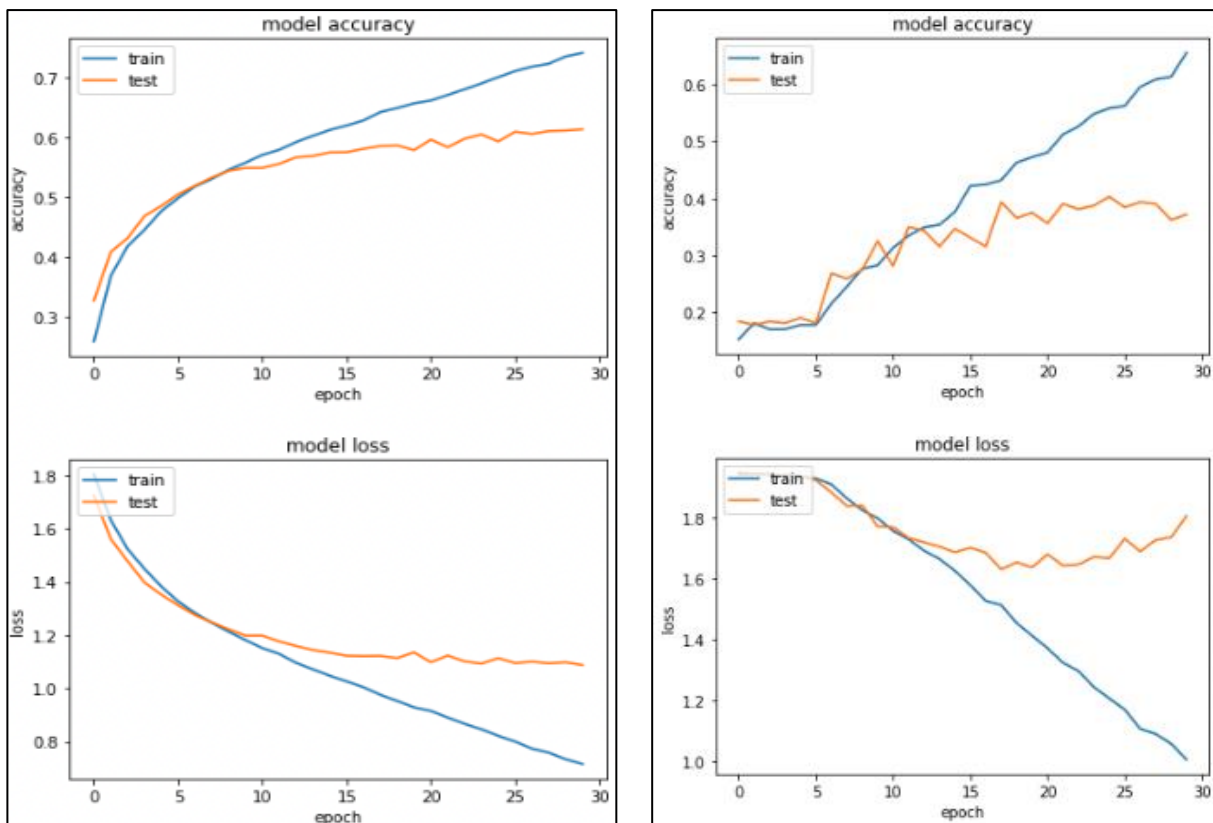 model accuracy
train
test
0.7
0.6
0.5
0.4
0.3
accuracy
0 5 10 15 20 25 30
epoch
model loss
train
test
1.8
1.6
1.4
1.2
1.0
0.8
loss
0 5 10 15 20 25 30
epoch
model accuracy
train
test
0.6
0.5
0.4
0.3
0.2
accuracy
0 5 10 15 20 25 30
epoch
model loss
train
test
1.8
1.6
1.4
1.2
1.0
loss
0 5 10 15 20 25 30
epoch